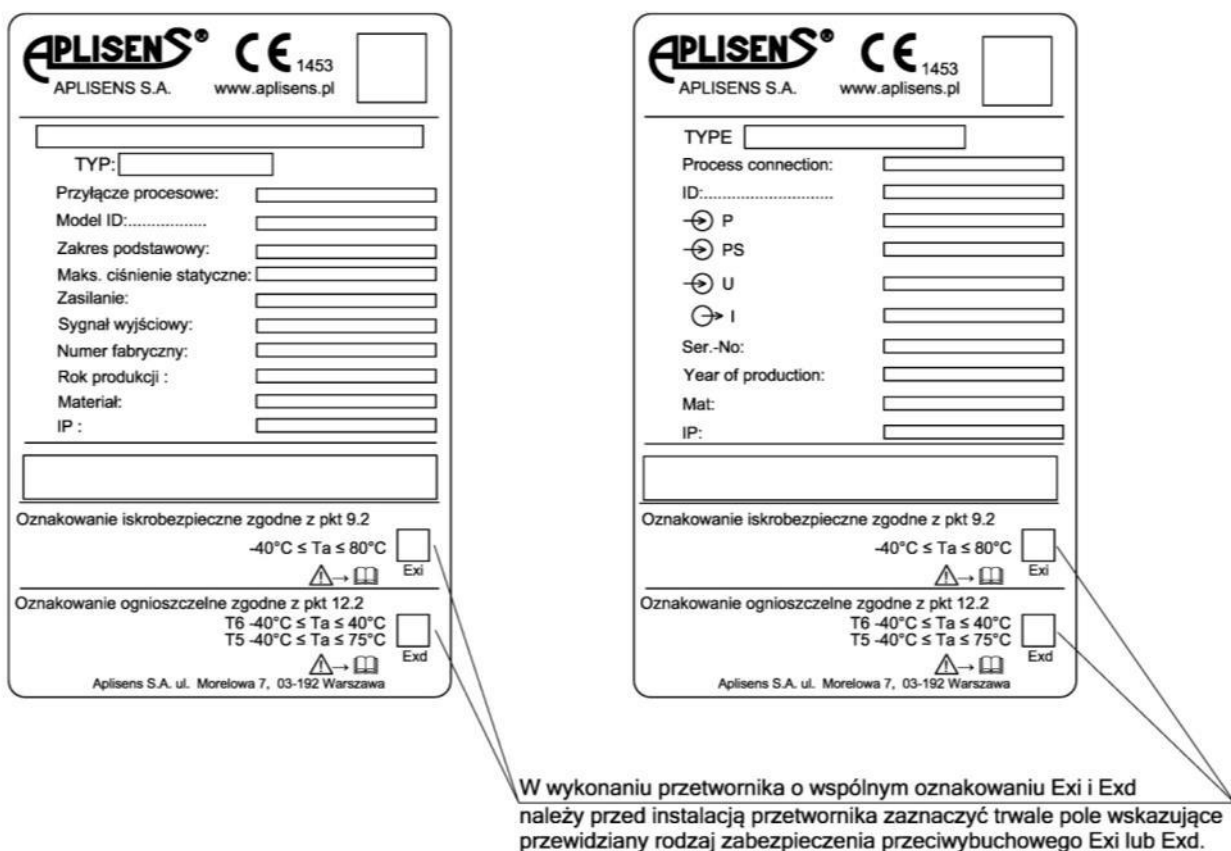 APLISENS® CE 1453
APLISENS S.A. www.aplisens.pl
TYP:
Przyłącze procesowe:
Model ID:..................
Zakres podstawowy:
Maks. ciśnienie statyczne:
Zasilanie:
Sygnał wyjściowy:
Numer fabryczny:
Rok produkcji :
Materiał:
IP :
Oznakowanie iskrobezpieczne zgodne z pkt 9.2
-40°C ≤ Ta ≤ 80°C
Exi
Oznakowanie ognioszczelne zgodne z pkt 12.2
T6 -40°C ≤ Ta ≤ 40°C
T5 -40°C ≤ Ta ≤ 75°C
Exd
Aplisens S.A. ul. Morelowa 7, 03-192 Warszawa
APLISENS® CE 1453
APLISENS S.A. www.aplisens.pl
TYPE
Process connection:
ID:.............................
P
PS
U
I
Ser.-No:
Year of production:
Mat:
IP:
Oznakowanie iskrobezpieczne zgodne z pkt 9.2
-40°C ≤ Ta ≤ 80°C
Exi
Oznakowanie ognioszczelne zgodne z pkt 12.2
T6 -40°C ≤ Ta ≤ 40°C
T5 -40°C ≤ Ta ≤ 75°C
Exd
Aplisens S.A. ul. Morelowa 7, 03-192 Warszawa
W wykonaniu przetwornika o wspólnym oznakowaniu Exi i Exd
należy przed instalacją przetwornika zaznaczyć trwale pole wskazujące
przewidziany rodzaj zabezpieczenia przeciwybuchowego Exi lub Exd.